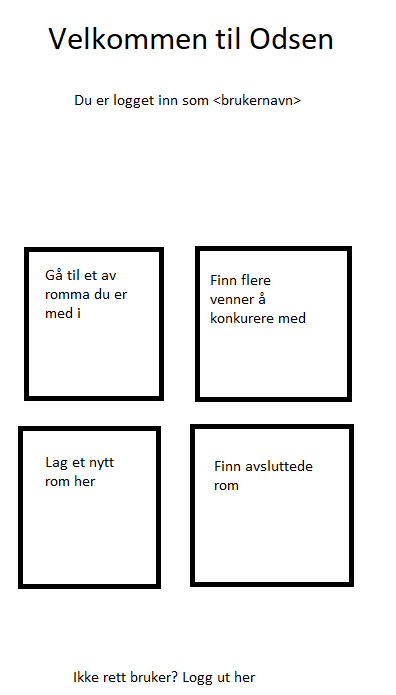 Velkommen til Odsen
Du er logget inn som <brukernavn>
Gå til et av
romma du er
med i
Finn flere
venner å
konkurere med
Lag et nytt
rom her
Finn avsluttede
rom
Ikke rett bruker? Logg ut her